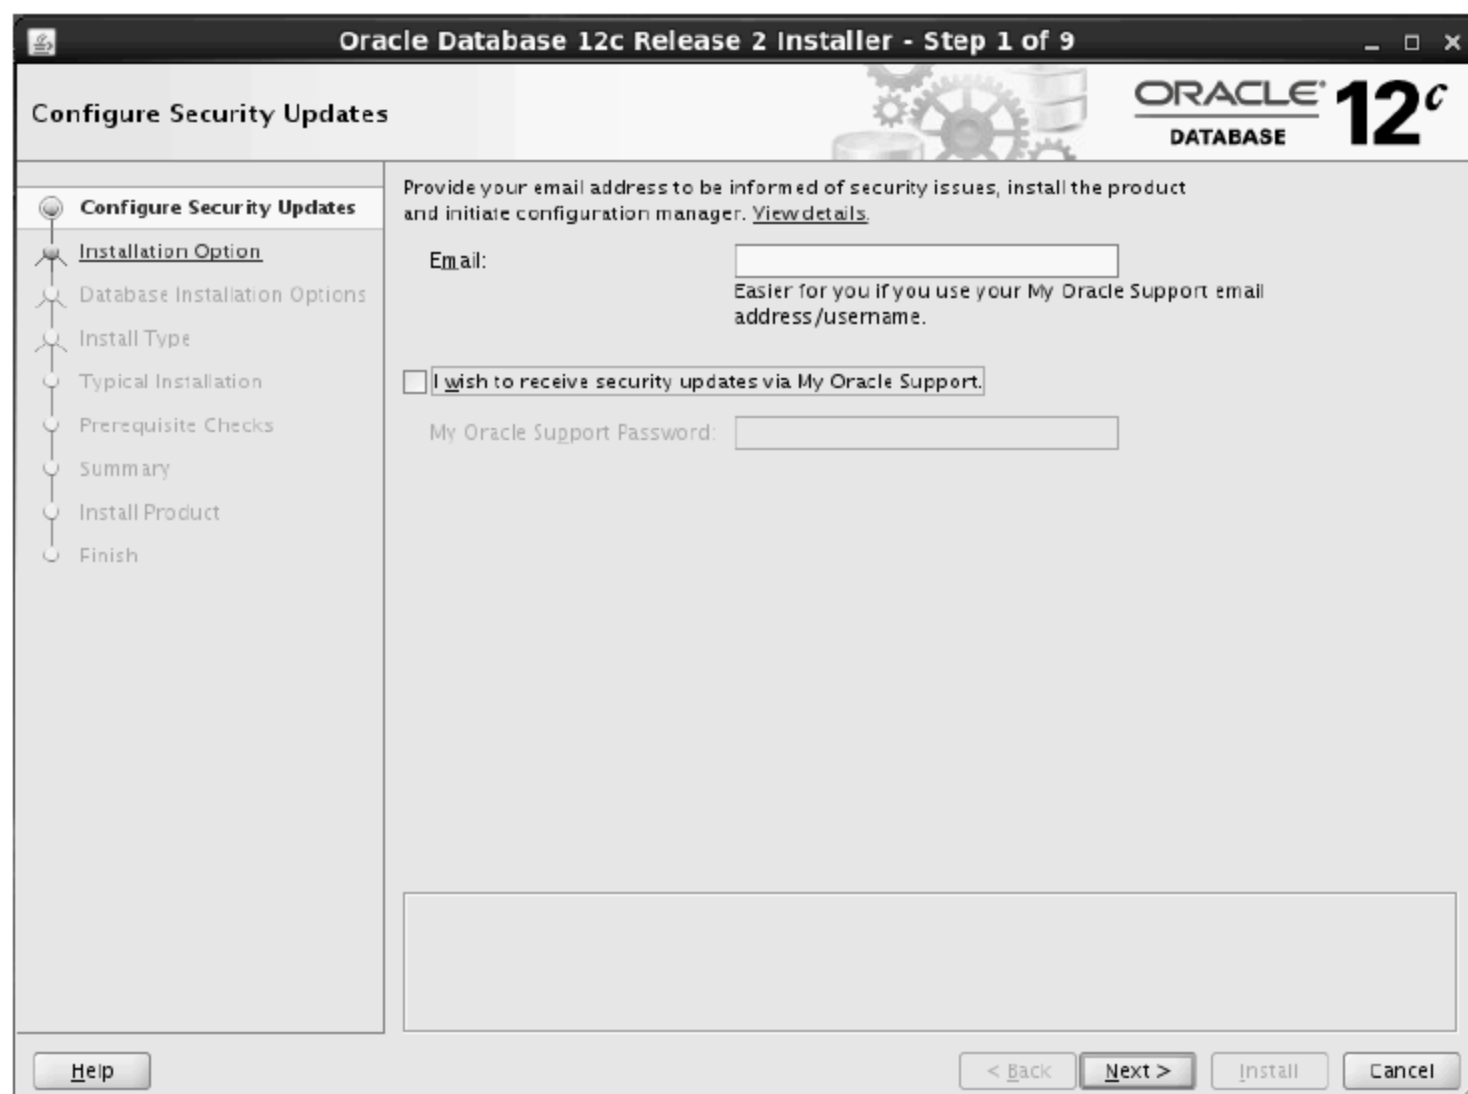 Oracle Database 12c Release 2 Installer - Step 1 of 9
Configure Security Updates
ORACLE
DATABASE
12c
Configure Security Updates
Installation Option
Database Installation Options
Install Type
Typical Installation
Prerequisite Checks
Summary
Install Product
Finish
Provide your email address to be informed of security issues, install the product
and initiate configuration manager. View details.
Email:
Easier for you if you use your My Oracle Support email
address/username.
I wish to receive security updates via My Oracle Support.
My Oracle Support Password:
Help
< Back
Next >
Install
Cancel